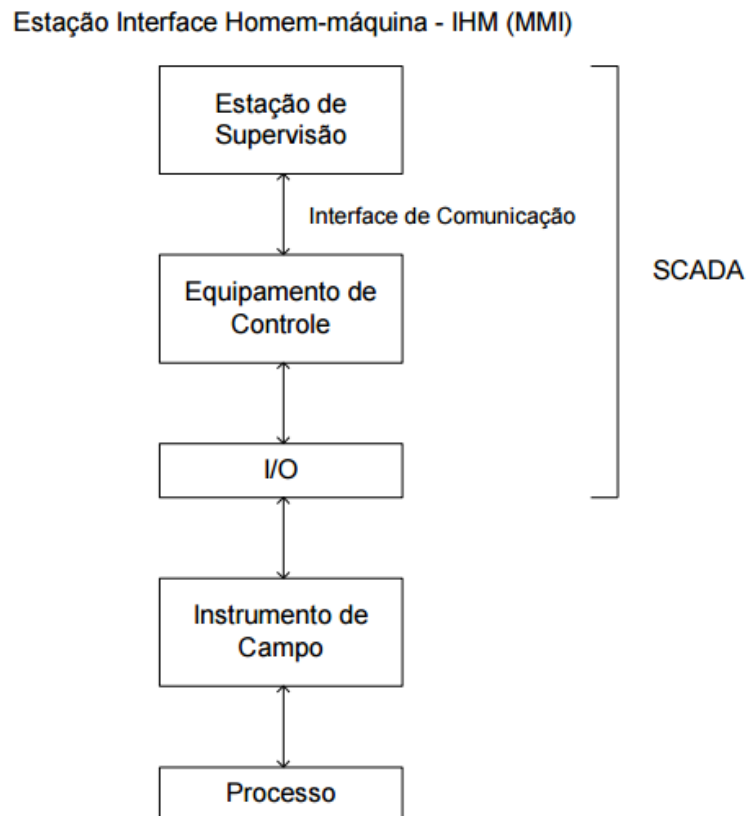 Estação Interface Homem-máquina - IHM (MMI)
Estação de
Supervisão
Interface de Comunicação
SCADA
Equipamento de
Controle
I/O
Instrumento de
Campo
Processo